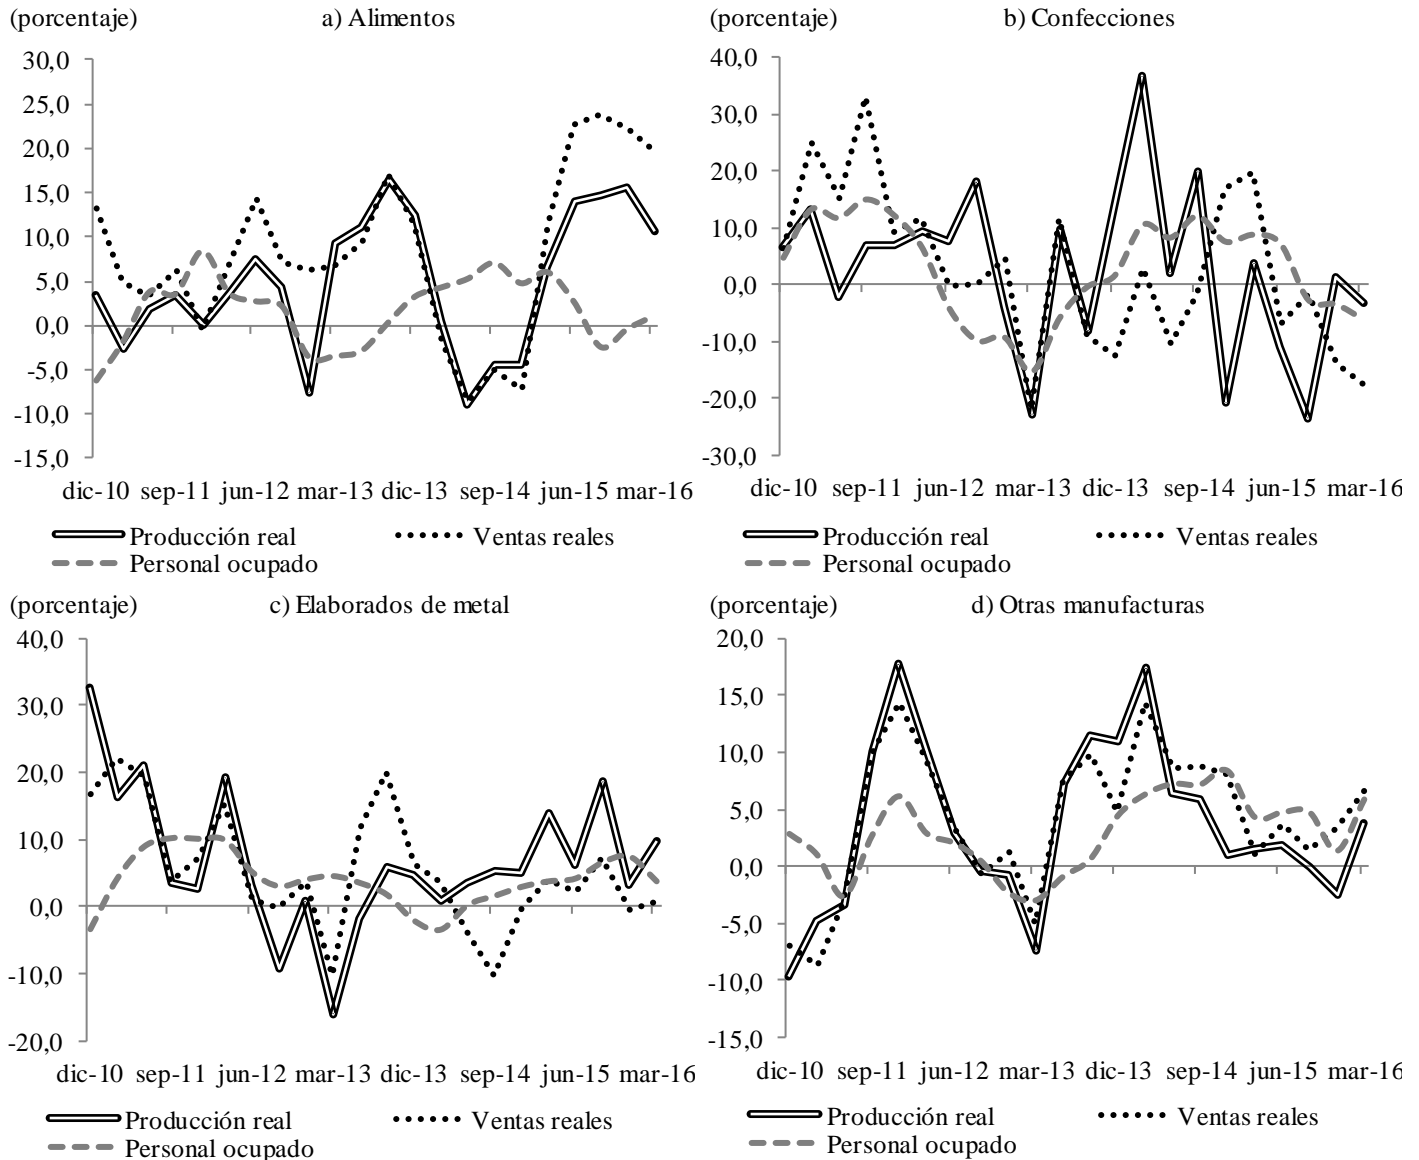 (porcentaje) a) Alimentos
30,0
25,0
20,0
15,0
10,0
5,0
0,0
-5,0
-10,0
-15,0
dic-10 sep-11 jun-12 mar-13 dic-13 sep-14 jun-15 mar-16
Producción real Ventas reales
Personal ocupado
(porcentaje) b) Confecciones
40,0
30,0
20,0
10,0
0,0
-10,0
-20,0
-30,0
dic-10 sep-11 jun-12 mar-13 dic-13 sep-14 jun-15 mar-16
Producción real Ventas reales
Personal ocupado
(porcentaje) c) Elaborados de metal
40,0
30,0
20,0
10,0
0,0
-10,0
-20,0
dic-10 sep-11 jun-12 mar-13 dic-13 sep-14 jun-15 mar-16
Producción real Ventas reales
Personal ocupado
(porcentaje) d) Otras manufacturas
20,0
15,0
10,0
5,0
0,0
-5,0
-10,0
-15,0
dic-10 sep-11 jun-12 mar-13 dic-13 sep-14 jun-15 mar-16
Producción real Ventas reales
Personal ocupado